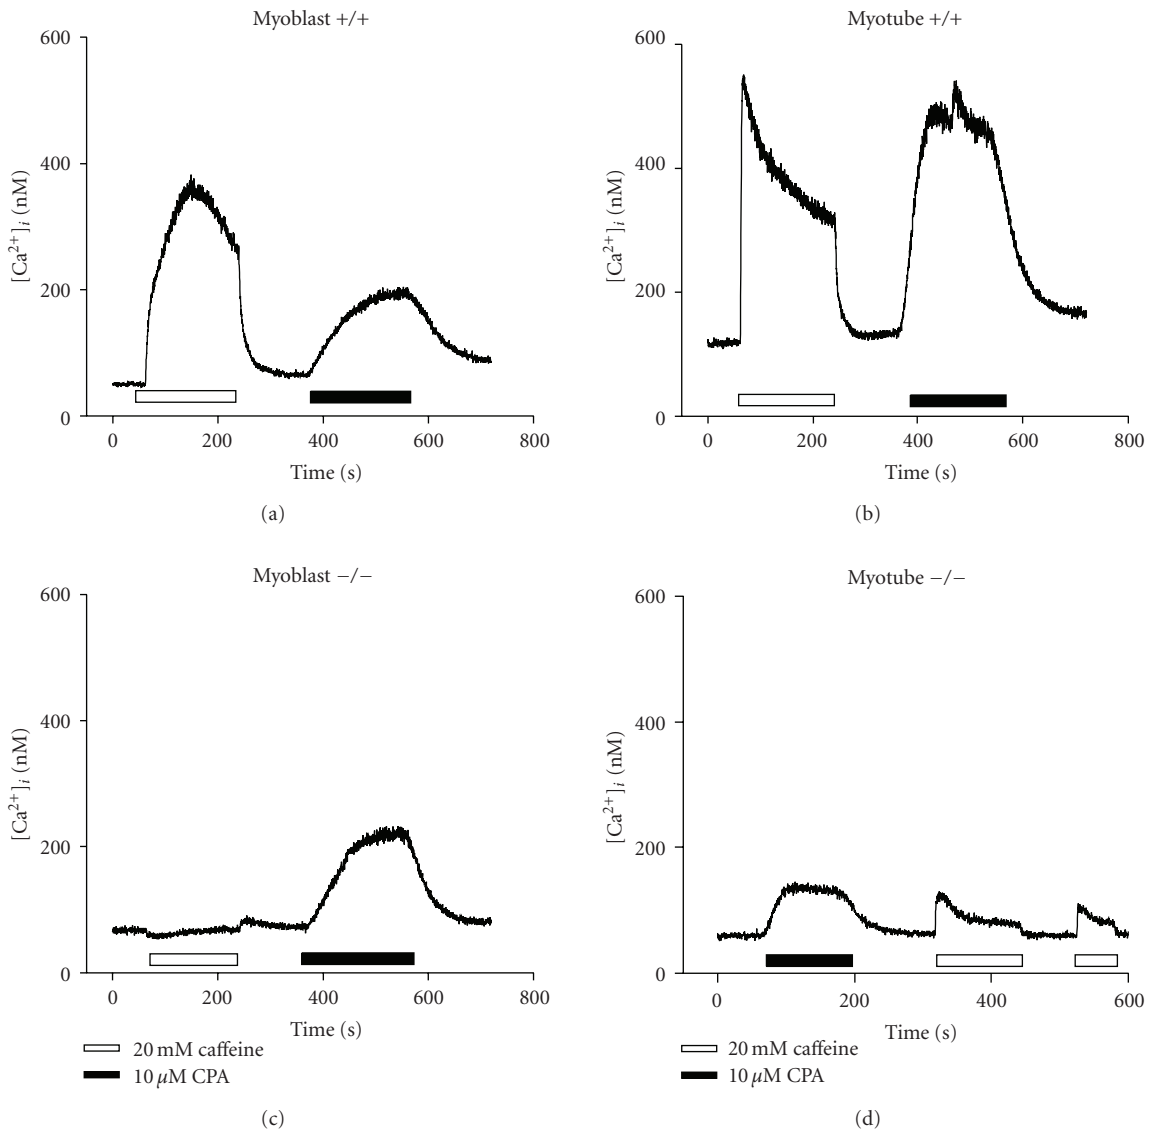 Myoblast +/+
600
400
200
0
[Ca²⁺]ᵢ (nM)
0 200 400 600 800
Time (s)
(a)
Myotube +/+
600
400
200
0
[Ca²⁺]ᵢ (nM)
0 200 400 600 800
Time (s)
(b)
Myoblast −/−
600
400
200
0
[Ca²⁺]ᵢ (nM)
0 200 400 600 800
Time (s)
20 mM caffeine
10 μM CPA
(c)
Myotube −/−
600
400
200
0
[Ca²⁺]ᵢ (nM)
0 200 400 600
Time (s)
20 mM caffeine
10 μM CPA
(d)